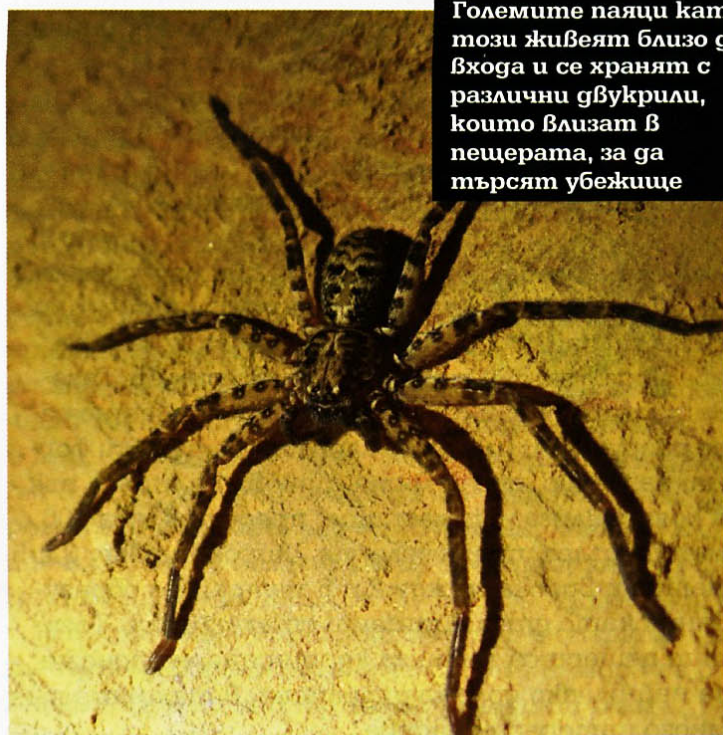 Големите паяци кат
този живеят близо д
входа и се хранят с
различни двукрили,
които влизат в
пещерата, за да
търсят убежище